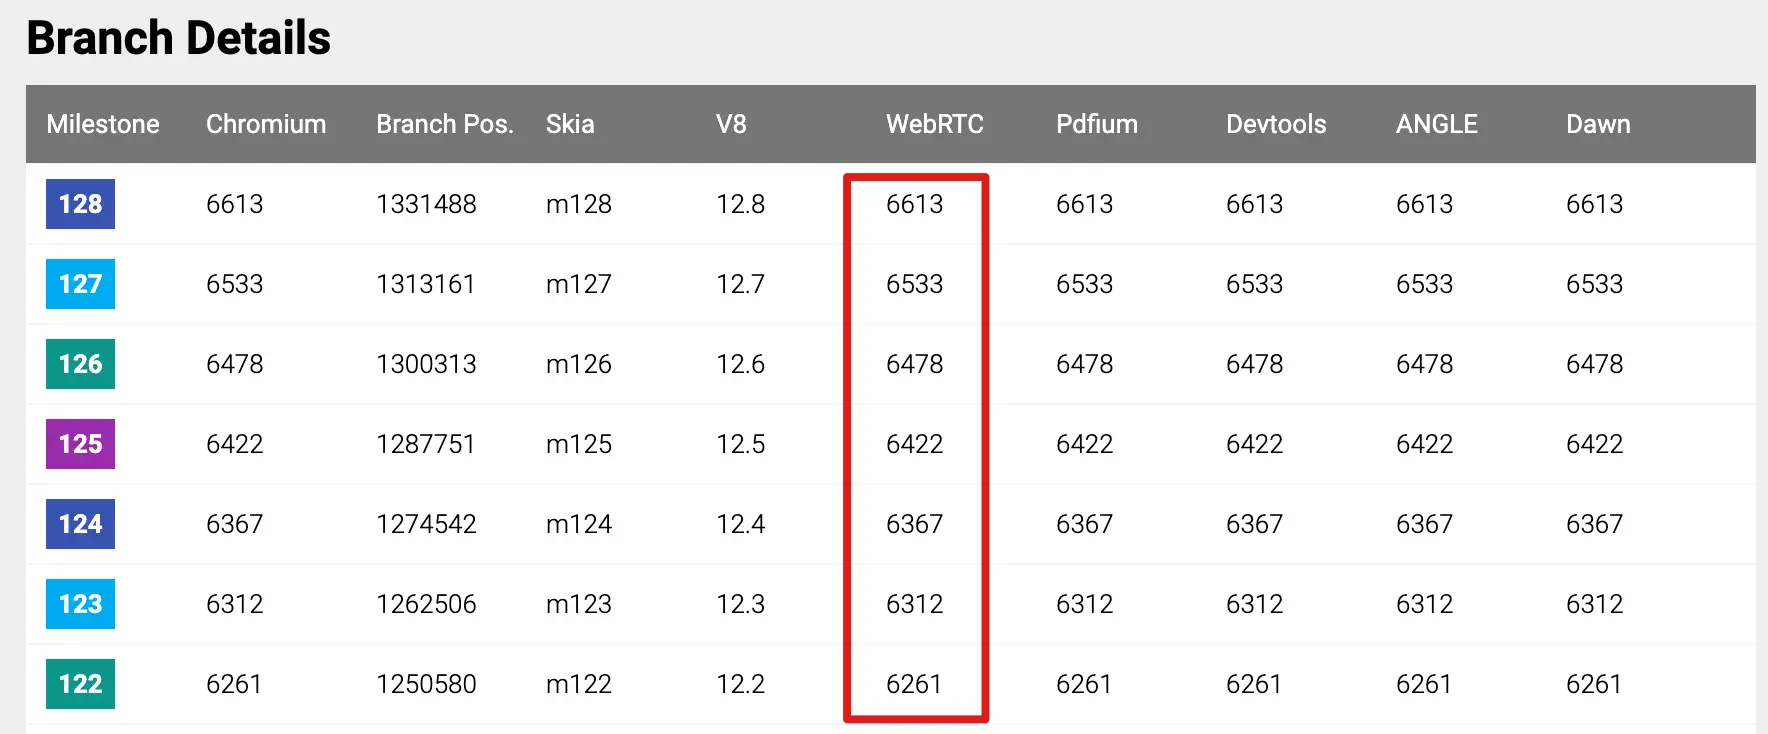 Branch Details
Milestone Chromium Branch Pos. Skia V8 WebRTC Pdfium Devtools ANGLE Dawn
128 6613 1331488 m128 12.8 6613 6613 6613 6613 6613
127 6533 1313161 m127 12.7 6533 6533 6533 6533 6533
126 6478 1300313 m126 12.6 6478 6478 6478 6478 6478
125 6422 1287751 m125 12.5 6422 6422 6422 6422 6422
124 6367 1274542 m124 12.4 6367 6367 6367 6367 6367
123 6312 1262506 m123 12.3 6312 6312 6312 6312 6312
122 6261 1250580 m122 12.2 6261 6261 6261 6261 6261